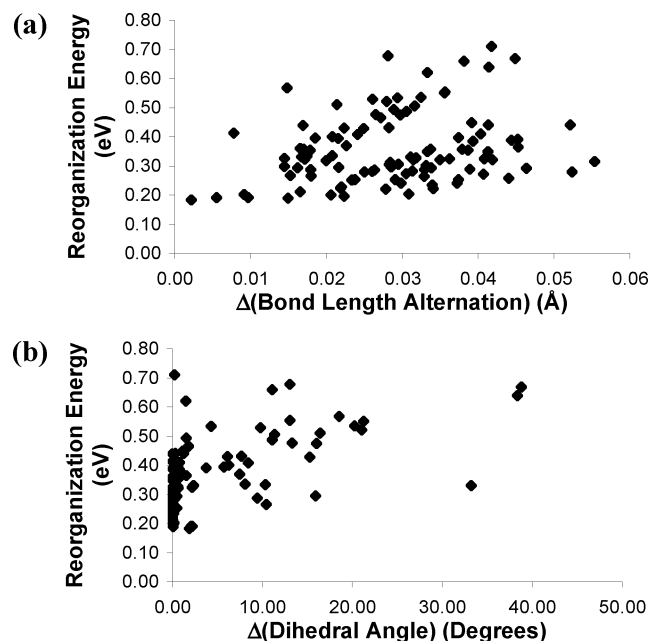 (a)
Reorganization Energy
(eV)
0.80
0.70
0.60
0.50
0.40
0.30
0.20
0.10
0.00
0.00 0.01 0.02 0.03 0.04 0.05 0.06
Δ(Bond Length Alternation) (Å)
(b)
Reorganization Energy
(eV)
0.80
0.70
0.60
0.50
0.40
0.30
0.20
0.10
0.00
0.00 10.00 20.00 30.00 40.00 50.00
Δ(Dihedral Angle) (Degrees)